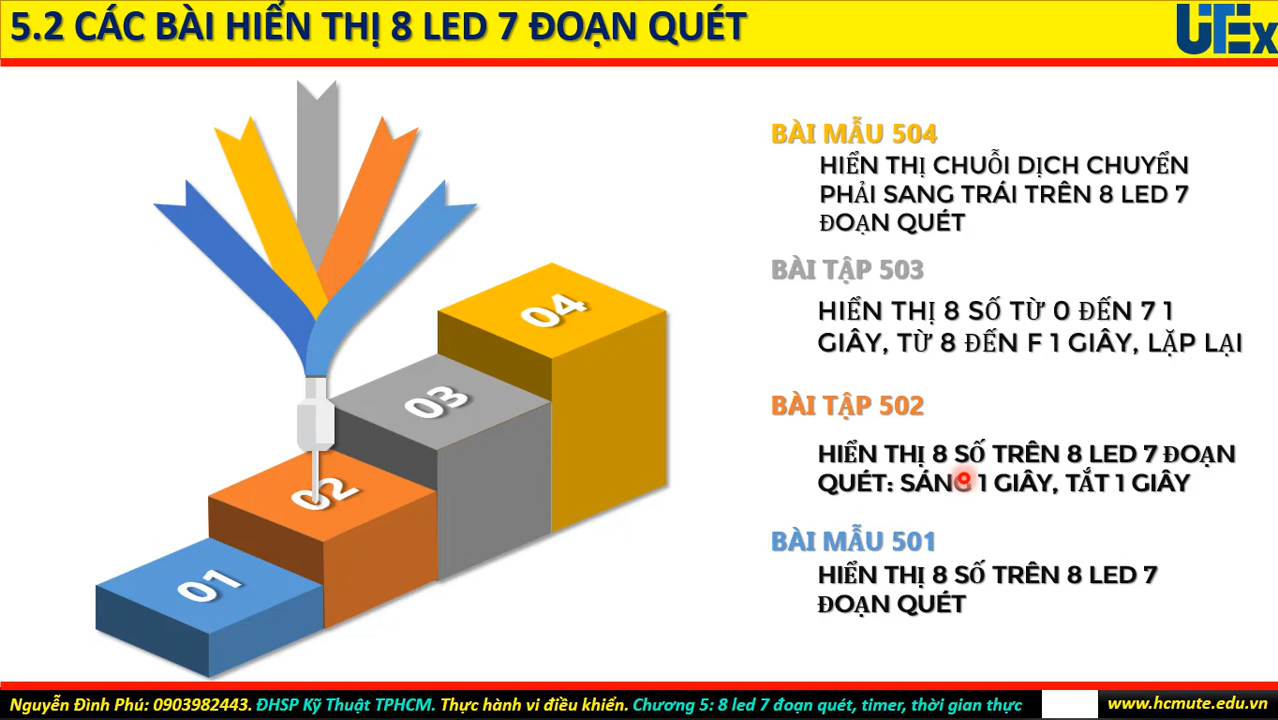 5.2 CÁC BÀI HIỂN THỊ 8 LED 7 ĐOẠN QUÉT
UTEx
BÀI MẪU 504
HIỂN THỊ CHUỖI DỊCH CHUYỂN
PHẢI SANG TRÁI TRÊN 8 LED 7
ĐOẠN QUÉT
BÀI TẬP 503
HIỂN THỊ 8 SỐ TỪ 0 ĐẾN 7 1
GIÂY, TỪ 8 ĐẾN F 1 GIÂY, LẶP LẠI
BÀI TẬP 502
HIỂN THỊ 8 SỐ TRÊN 8 LED 7 ĐOẠN
QUÉT: SÁNG 1 GIÂY, TẮT 1 GIÂY
BÀI MẪU 501
HIỂN THỊ 8 SỐ TRÊN 8 LED 7
ĐOẠN QUÉT
04
03
02
01
Nguyễn Đình Phú: 0903982443. ĐHSP Kỹ Thuật TPHCM. Thực hành vi điều khiển. Chương 5: 8 led 7 đoạn quét, timer, thời gian thực
www.hcmute.edu.vn